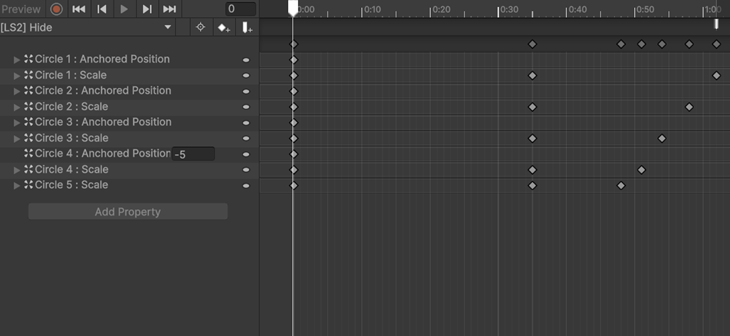 Preview 0 0:00 0:10 0:20 0:30 0:40 0:50 1:00
[LS2] Hide
Circle 1 : Anchored Position
Circle 1 : Scale
Circle 2 : Anchored Position
Circle 2 : Scale
Circle 3 : Anchored Position
Circle 3 : Scale
Circle 4 : Anchored Position -5
Circle 4 : Scale
Circle 5 : Scale
Add Property